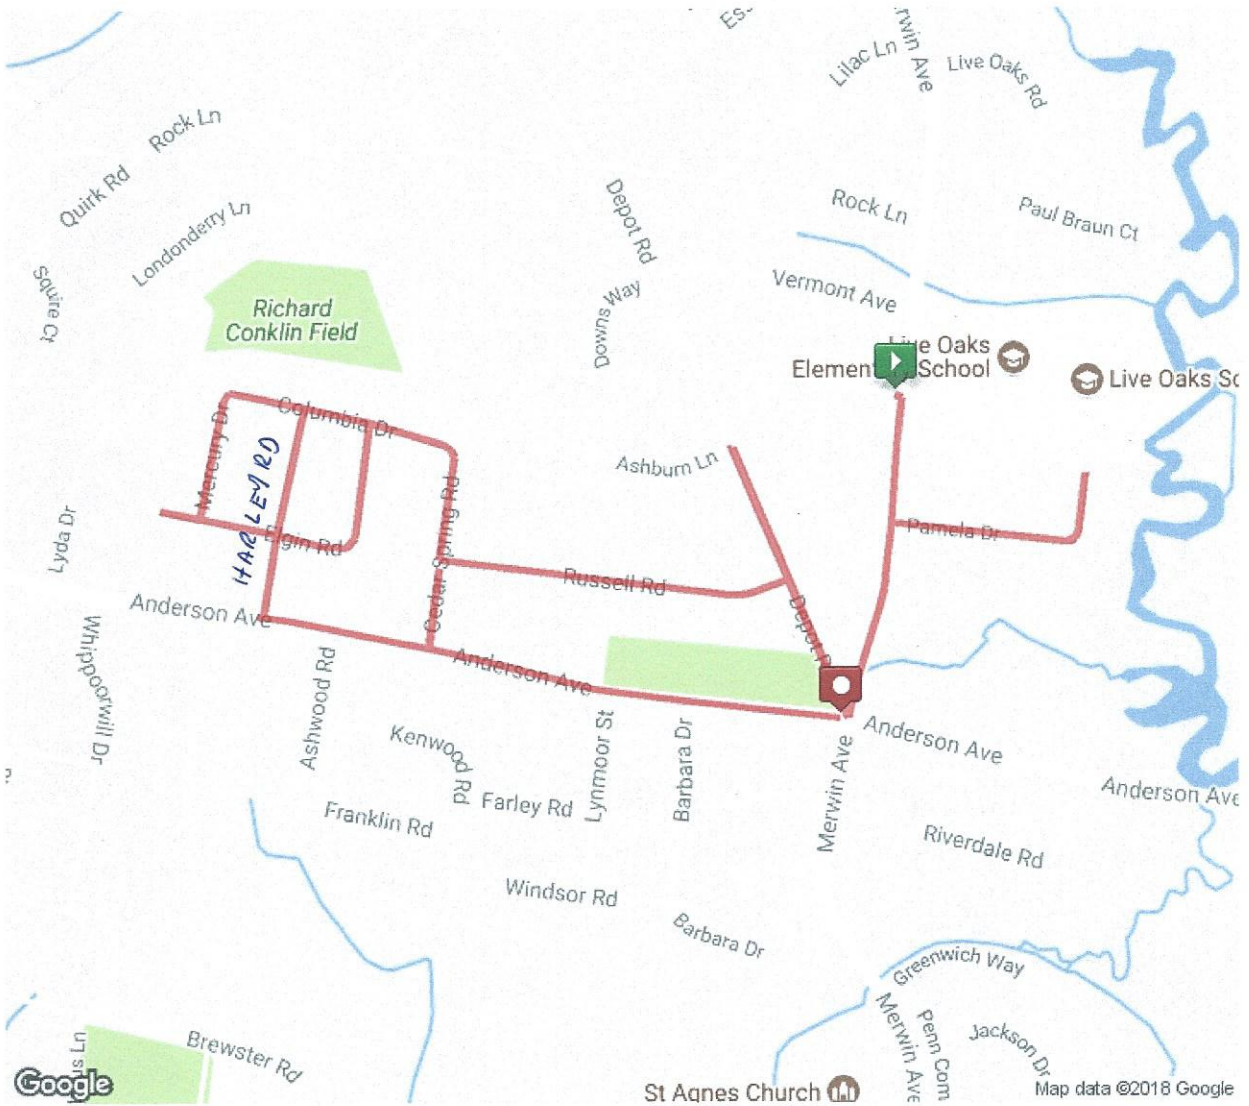 Lilac Ln
Live Oaks Rd
Rock Ln
Quirk Rd
Londonderry Ln
Squire Ct
Depot Rd
Downs Way
Rock Ln
Paul Braun Ct
Vermont Ave
Richard
Conklin Field
Live Oaks
Elementary School
Live Oaks Sc
Columbia Dr
Mercury Dr
HARLEY RD
Elgin Rd
Cedar Spring Rd
Ashburn Ln
Pamela Dr
Russell Rd
Lyda Dr
Depot R
Anderson Ave
Anderson Ave
Whippoorwill Dr
Ashwood Rd
Kenwood Rd
Lynmoor St
Barbara Dr
Merwin Ave
Anderson Ave
Anderson Ave
Farley Rd
Franklin Rd
Riverdale Rd
Windsor Rd
Barbara Dr
Greenwich Way
Merwin Ave
Penn Com
Jackson Dr
Brewster Rd
Google
St Agnes Church
Map data ©2018 Google